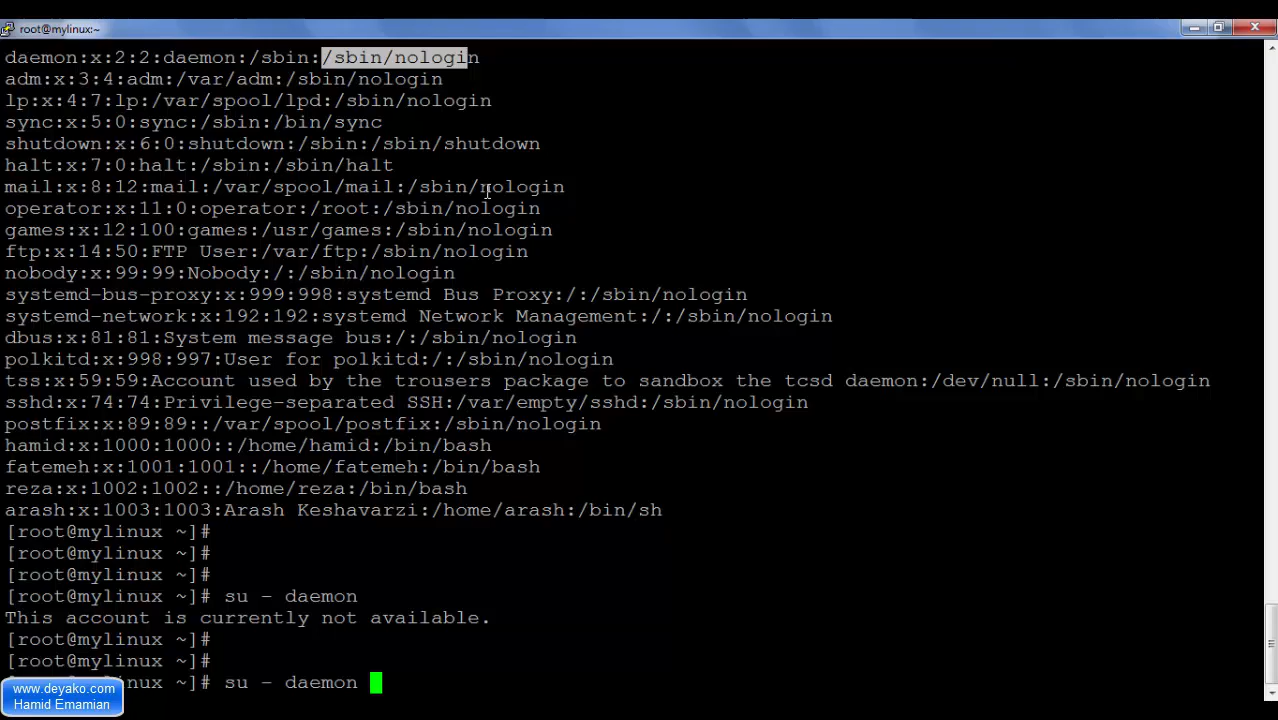 root@mylinux:~
daemon:x:2:2:daemon:/sbin:/sbin/nologin
adm:x:3:4:adm:/var/adm:/sbin/nologin
lp:x:4:7:lp:/var/spool/lpd:/sbin/nologin
sync:x:5:0:sync:/sbin:/bin/sync
shutdown:x:6:0:shutdown:/sbin:/sbin/shutdown
halt:x:7:0:halt:/sbin:/sbin/halt
mail:x:8:12:mail:/var/spool/mail:/sbin/nologin
operator:x:11:0:operator:/root:/sbin/nologin
games:x:12:100:games:/usr/games:/sbin/nologin
ftp:x:14:50:FTP User:/var/ftp:/sbin/nologin
nobody:x:99:99:Nobody:/:/sbin/nologin
systemd-bus-proxy:x:999:998:systemd Bus Proxy:/:/sbin/nologin
systemd-network:x:192:192:systemd Network Management:/:/sbin/nologin
dbus:x:81:81:System message bus:/:/sbin/nologin
polkitd:x:998:997:User for polkitd:/:/sbin/nologin
tss:x:59:59:Account used by the trousers package to sandbox the tcsd daemon:/dev/null:/sbin/nologin
sshd:x:74:74:Privilege-separated SSH:/var/empty/sshd:/sbin/nologin
postfix:x:89:89::/var/spool/postfix:/sbin/nologin
hamid:x:1000:1000::/home/hamid:/bin/bash
fatemeh:x:1001:1001::/home/fatemeh:/bin/bash
reza:x:1002:1002::/home/reza:/bin/bash
arash:x:1003:1003:Arash Keshavarzi:/home/arash:/bin/sh
[root@mylinux ~]#
[root@mylinux ~]#
[root@mylinux ~]#
[root@mylinux ~]# su - daemon
This account is currently not available.
[root@mylinux ~]#
[root@mylinux ~]#
mylinux ~]# su - daemon
www.deyako.com
Hamid Emamian